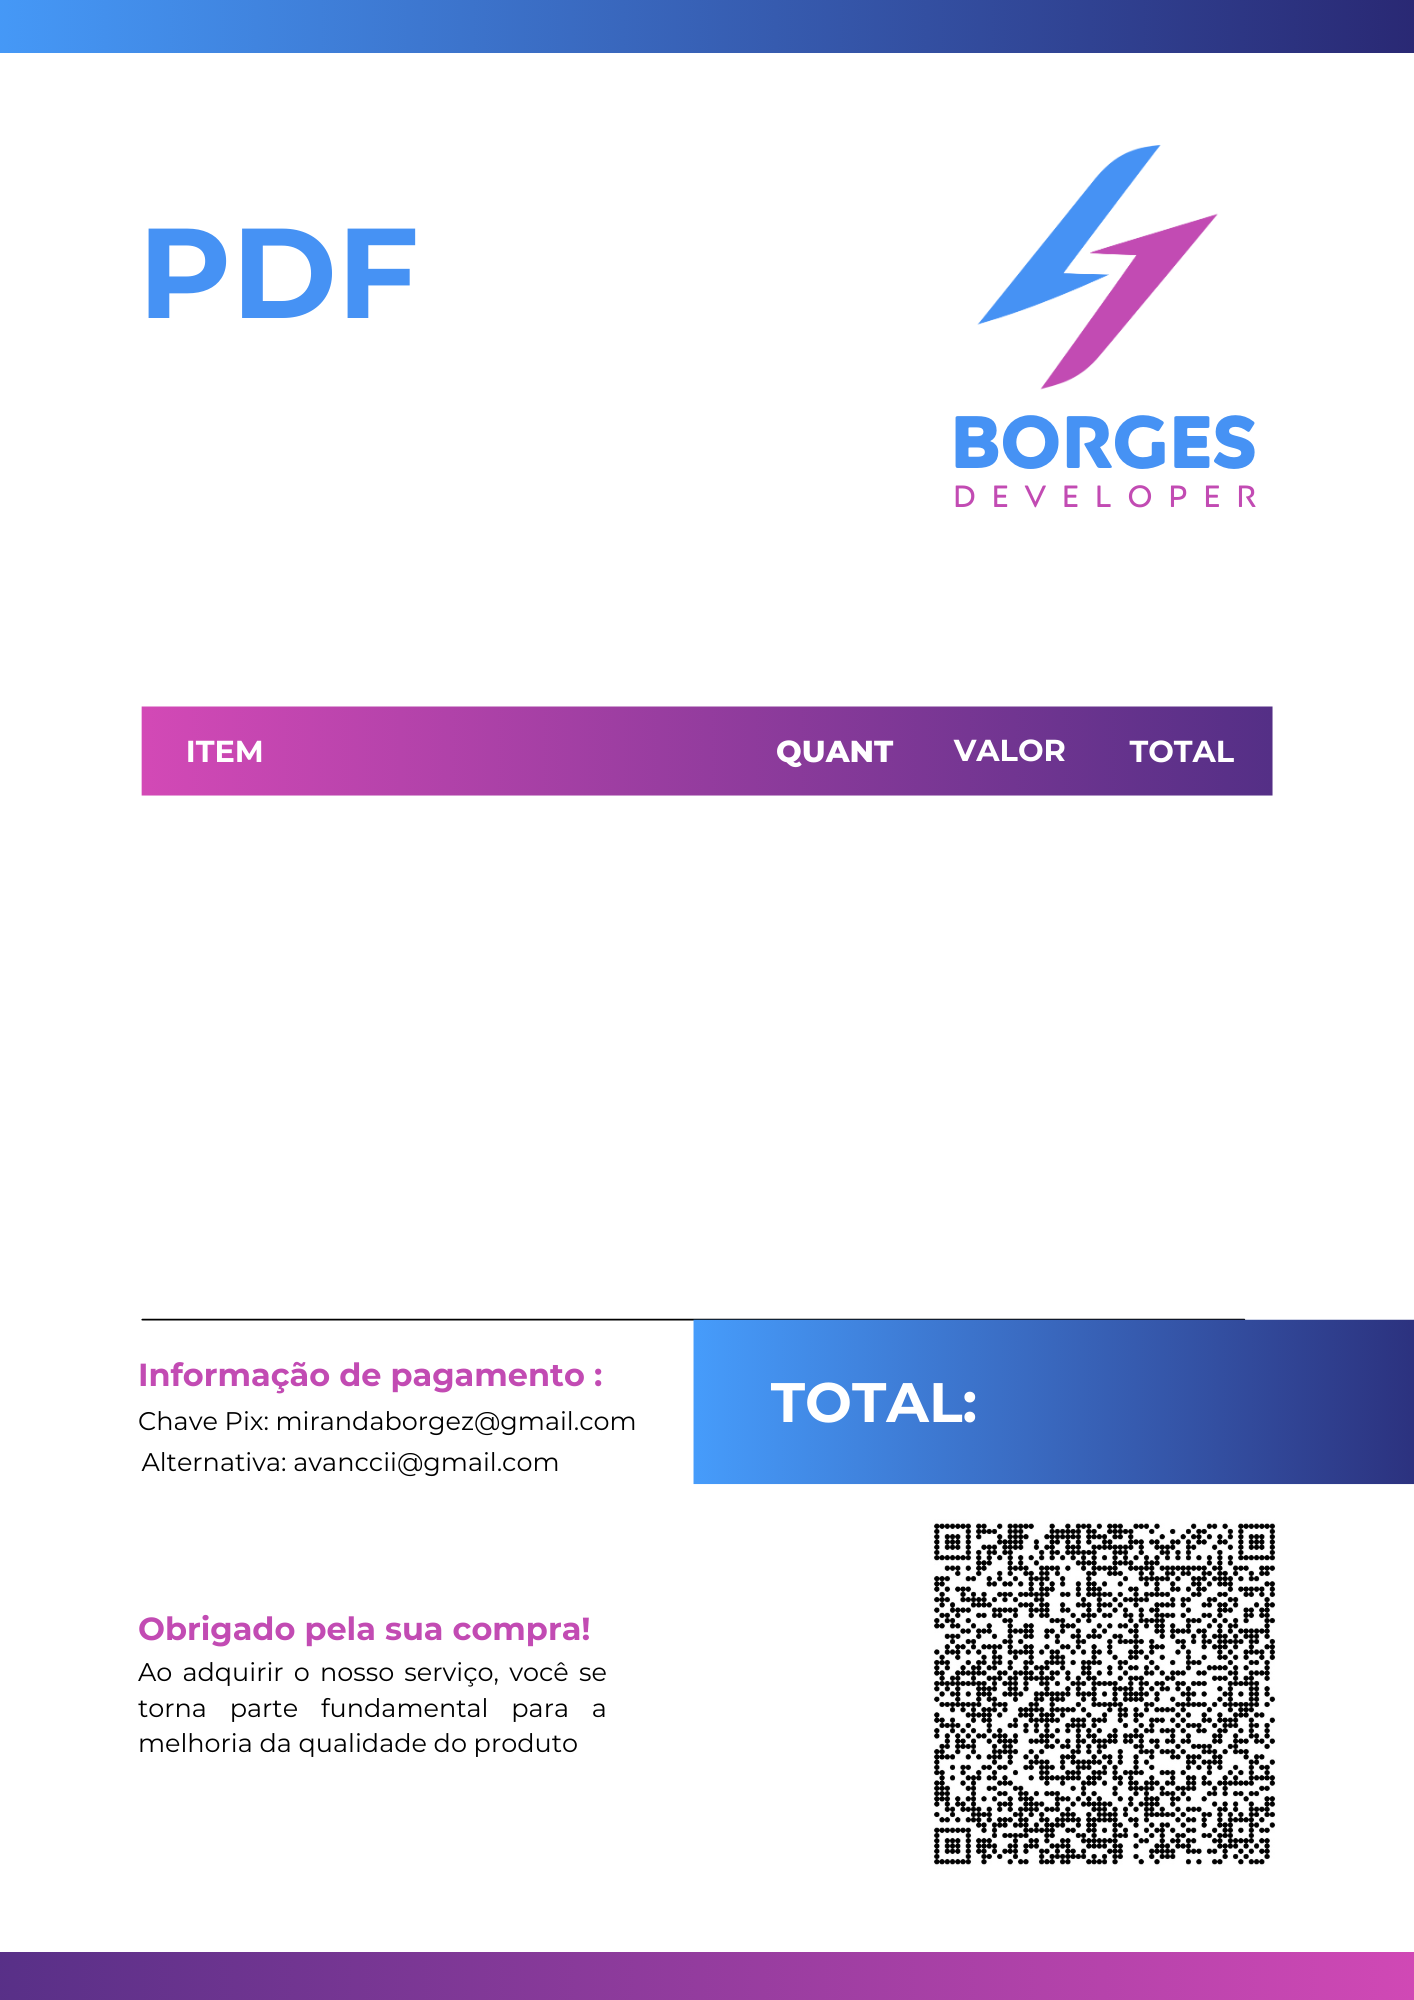 PDF
BORGES
DEVELOPER
ITEM QUANT VALOR TOTAL
Informação de pagamento :
Chave Pix: mirandaborgez@gmail.com
Alternativa: avanccii@gmail.com
TOTAL:
Obrigado pela sua compra!
Ao adquirir o nosso serviço, você se
torna parte fundamental para a
melhoria da qualidade do produto